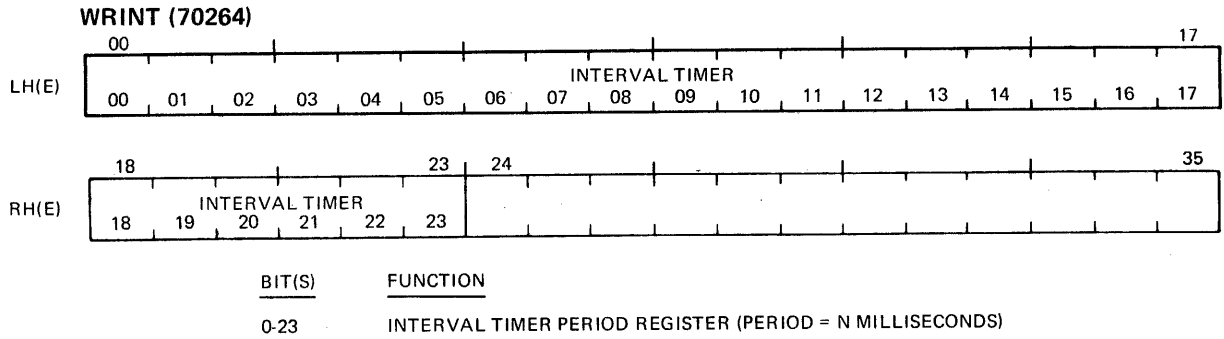 WRINT (70264)
00 17
INTERVAL TIMER
LH(E)
00 01 02 03 04 05 06 07 08 09 10 11 12 13 14 15 16 17
18 23 24 35
INTERVAL TIMER
RH(E)
18 19 20 21 22 23
BIT(S) FUNCTION
0-23 INTERVAL TIMER PERIOD REGISTER (PERIOD = N MILLISECONDS)